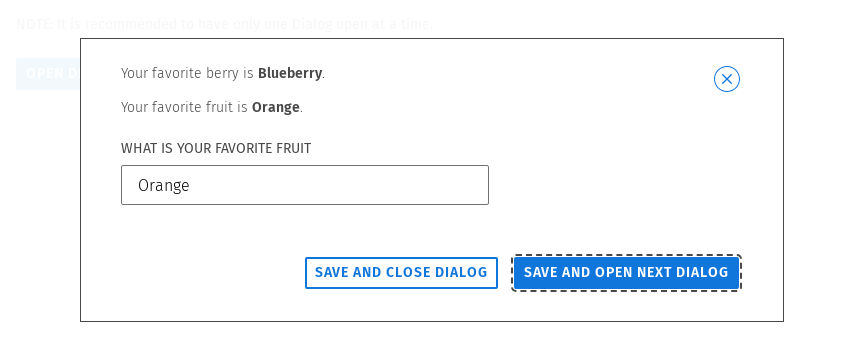 NOTE: It is recommended to have only one Dialog open at a time.
OPEN D
Your favorite berry is Blueberry.
Your favorite fruit is Orange.
WHAT IS YOUR FAVORITE FRUIT
Orange
SAVE AND CLOSE DIALOG
SAVE AND OPEN NEXT DIALOG